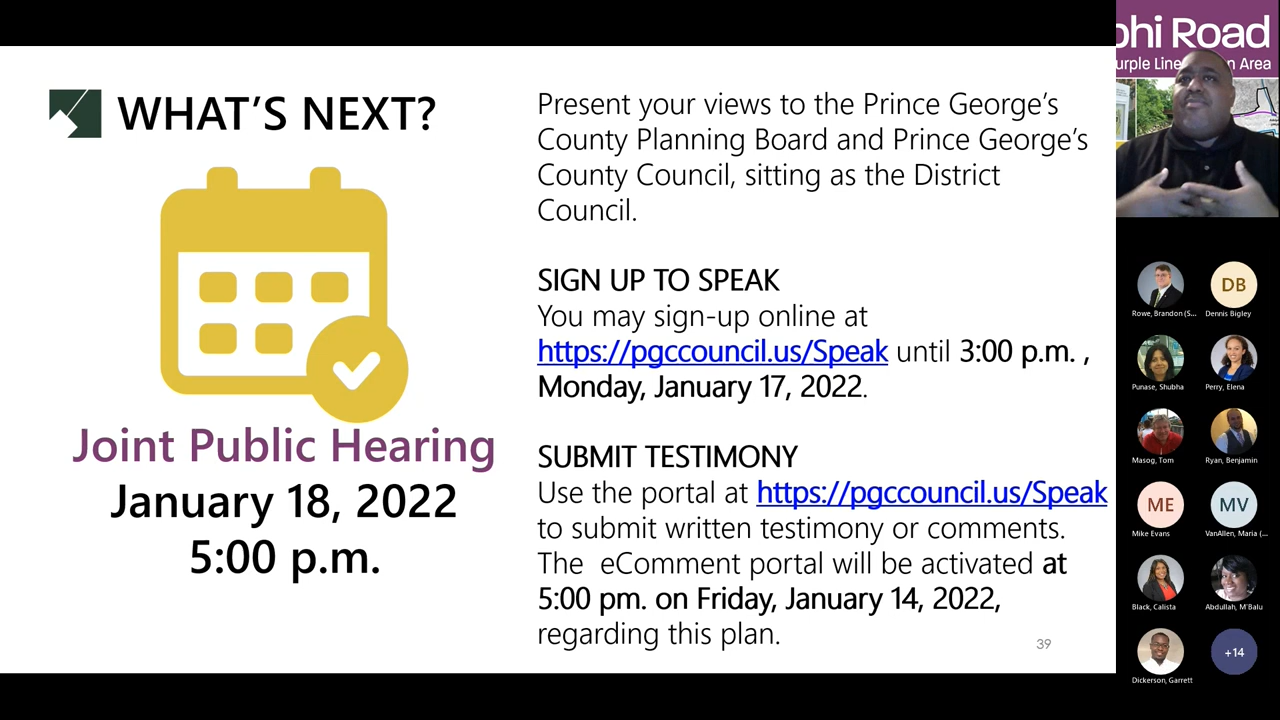 WHAT'S NEXT?
Joint Public Hearing
January 18, 2022
5:00 p.m.
Present your views to the Prince George's
County Planning Board and Prince George's
County Council, sitting as the District
Council.
SIGN UP TO SPEAK
You may sign-up online at
https://pgccouncil.us/Speak until 3:00 p.m. ,
Monday, January 17, 2022.
SUBMIT TESTIMONY
Use the portal at https://pgccouncil.us/Speak
to submit written testimony or comments.
The eComment portal will be activated at
5:00 pm. on Friday, January 14, 2022,
regarding this plan.
39
phi Road
urple Line n Area
Rowe, Brandon (S...
DB
Dennis Bigley
Punase, Shubha
Perry, Elena
Masog, Tom
Ryan, Benjamin
ME
Mike Evans
MV
VanAllen, Maria (...
Black, Calista
Abdullah, M'Balu
Dickerson, Garrett
+14